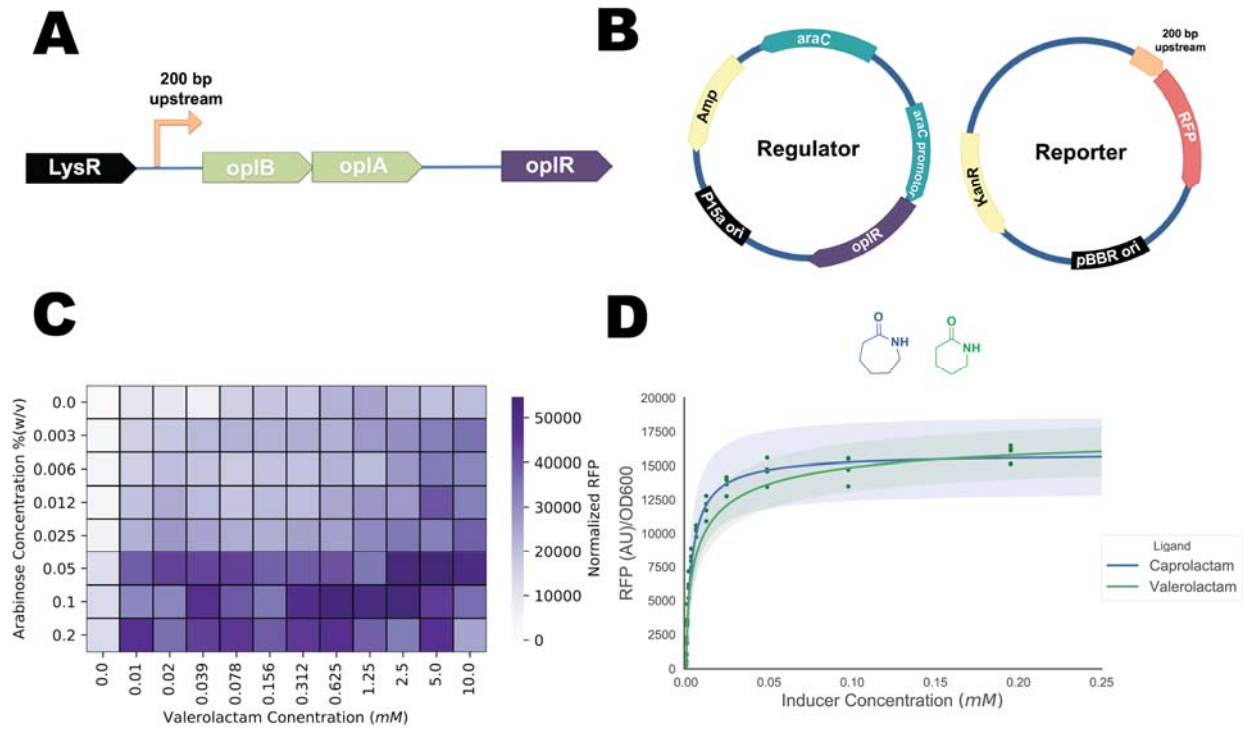 A
200 bp
upstream
LysR
oplB
oplA
oplR
B
araC
Amp
araC promotor
Regulator
P15a ori
oplR
200 bp
upstream
RFP
Reporter
KanR
pBBR ori
C
Arabinose Concentration %(w/v)
0.0
0.003
0.006
0.012
0.025
0.05
0.1
0.2
0.0
0.01
0.02
0.039
0.078
0.156
0.312
0.625
1.25
2.5
5.0
10.0
Valerolactam Conentration (mM)
50000
40000
30000
20000
10000
0
Normalized RFP
D
O
NH
O
NH
RFP (AU)/OD600
20000
17500
15000
12500
10000
7500
5000
2500
0
0.00
0.05
0.10
0.15
0.20
0.25
Inducer Concentration (mM)
Ligand
Caprolactam
Valerolactam